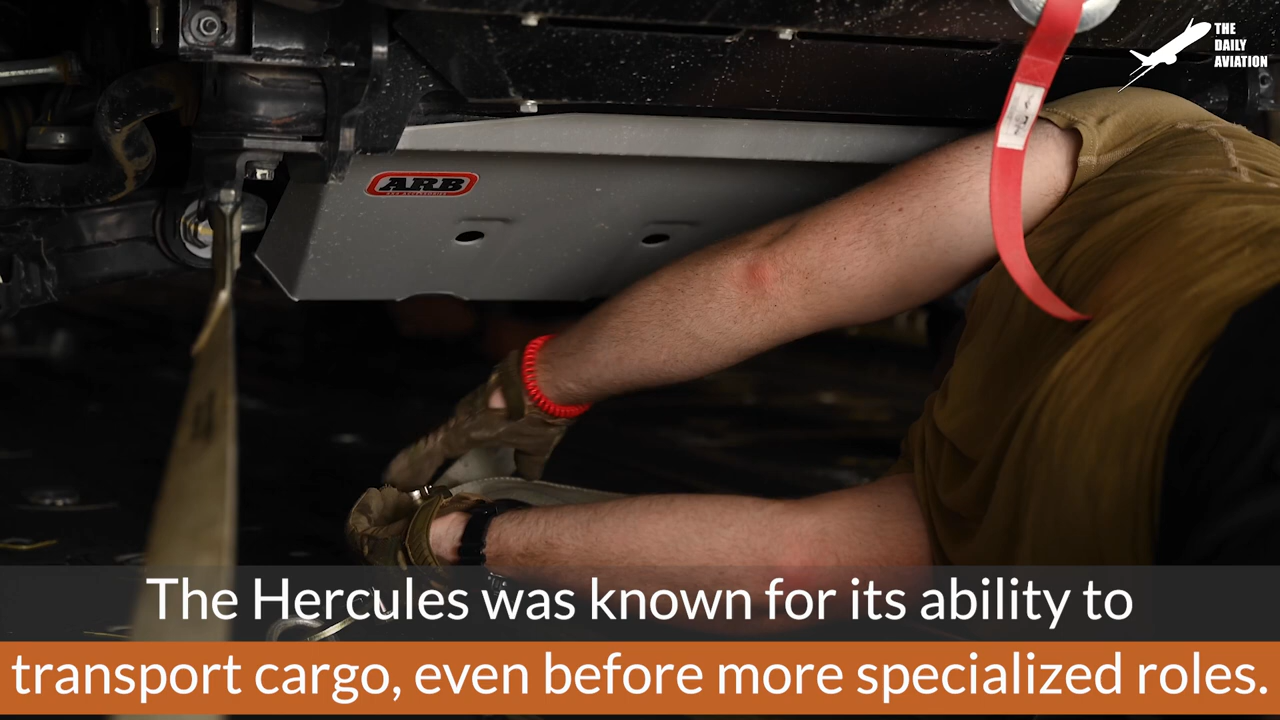 THE
DAILY
AVIATION
ARB
The Hercules was known for its ability to
transport cargo, even before more specialized roles.